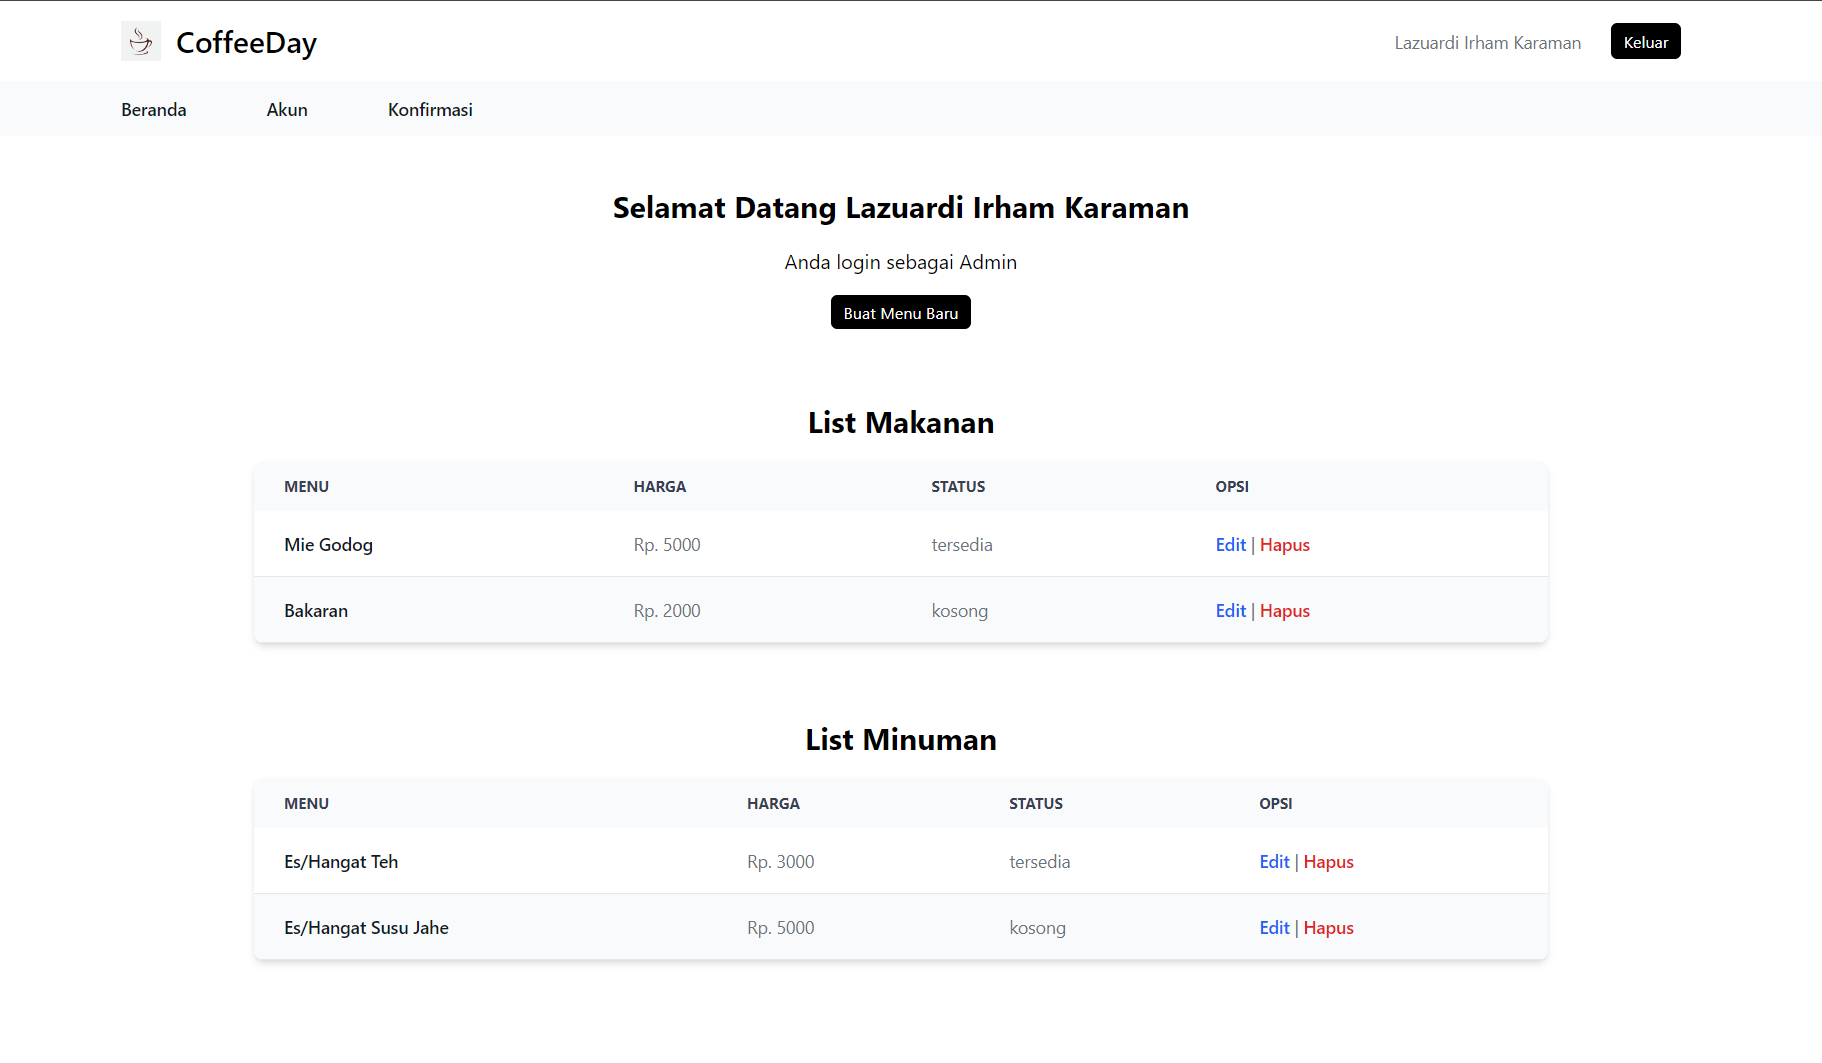 CoffeeDay
Lazuardi Irham Karaman
Keluar
Beranda Akun Konfirmasi
Selamat Datang Lazuardi Irham Karaman
Anda login sebagai Admin
Buat Menu Baru
List Makanan
MENU HARGA STATUS OPSI
Mie Godog Rp. 5000 tersedia Edit | Hapus
Bakaran Rp. 2000 kosong Edit | Hapus
List Minuman
MENU HARGA STATUS OPSI
Es/Hangat Teh Rp. 3000 tersedia Edit | Hapus
Es/Hangat Susu Jahe Rp. 5000 kosong Edit | Hapus